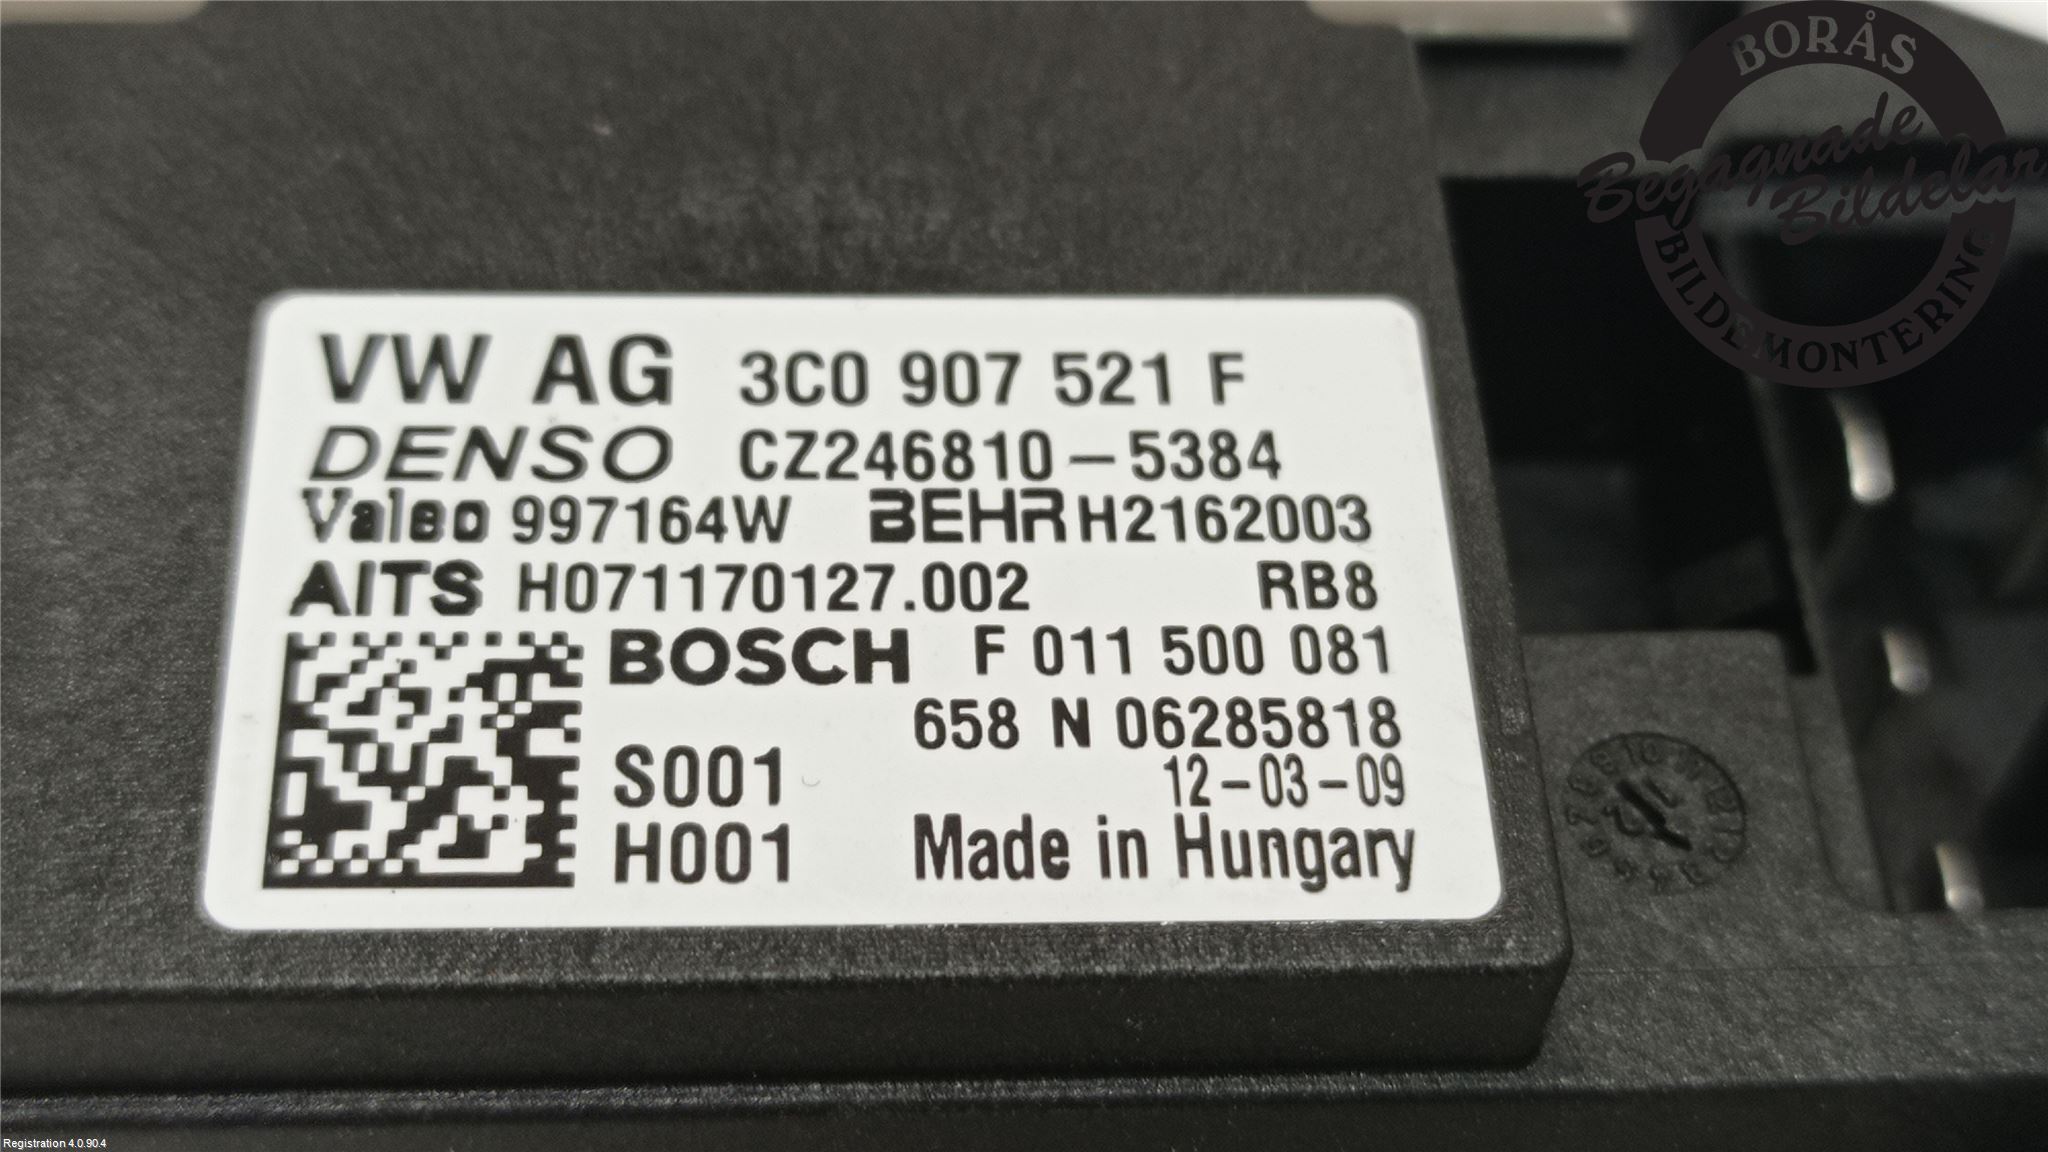 BORÅS
Begagnade
Bildelar
BILDEMONTERING
VW AG 3C0 907 521 F
DENSO CZ246810-5384
Valeo 997164W BEHR H2162003
AITS H071170127.002 RB8
BOSCH F 011 500 081
658 N 06285818
S001 12-03-09
H001 Made in Hungary
Registration 4.0.90.4